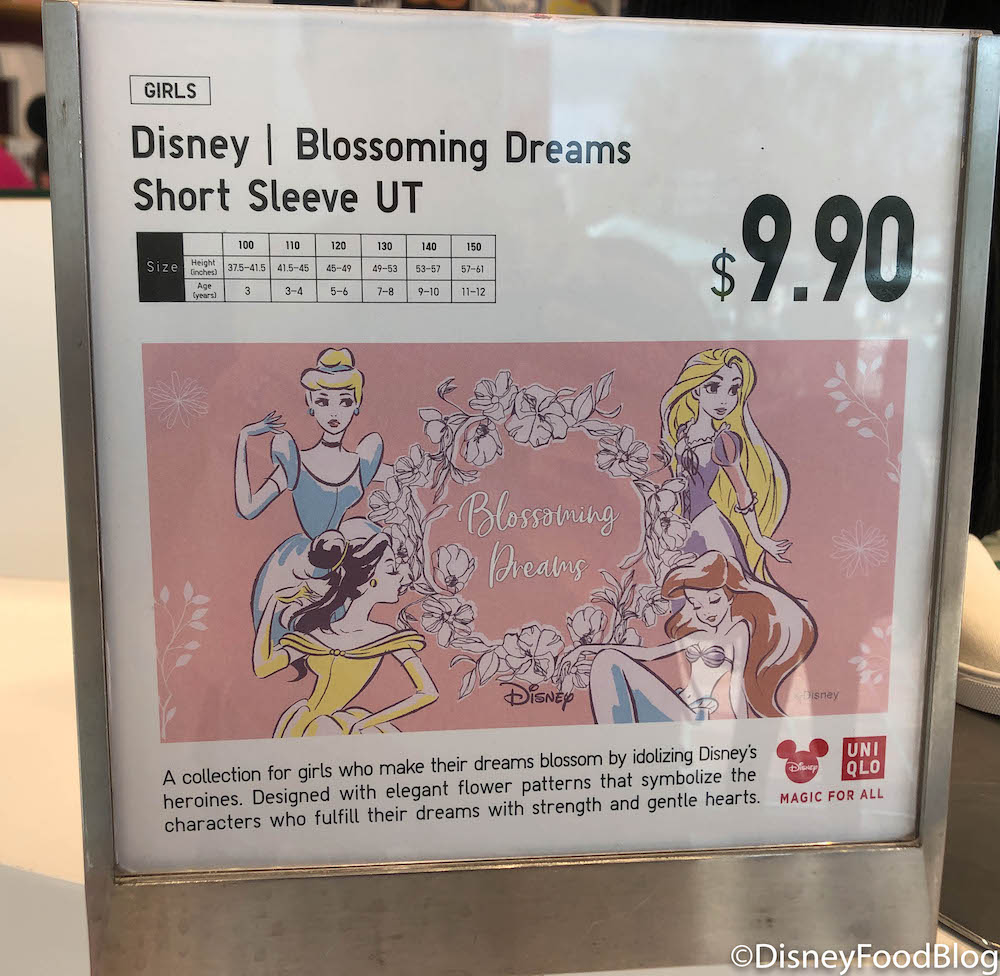 GIRLS
Disney | Blossoming Dreams
Short Sleeve UT
$9.90
Size
100 110 120 130 140 150
Height (inches) 37.5–41.5 41.5–45 45–49 49–53 53–57 57–61
Age (years) 3 3–4 5–6 7–8 9–10 11–12
Blossoming
Dreams
DISNEY
©Disney
A collection for girls who make their dreams blossom by idolizing Disney's
heroines. Designed with elegant flower patterns that symbolize the
characters who fulfill their dreams with strength and gentle hearts.
Disney
UNI
QLO
MAGIC FOR ALL
©DisneyFoodBlog